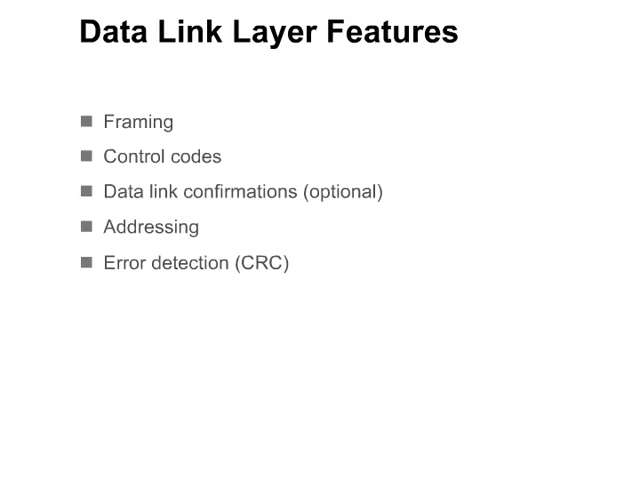 Data Link Layer Features
Framing
Control codes
Data link confirmations (optional)
Addressing
Error detection (CRC)